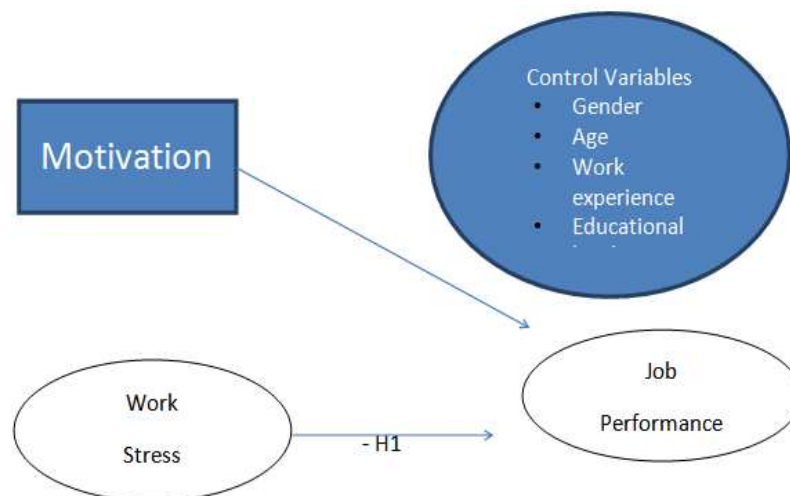 Control Variables
• Gender
• Age
• Work
experience
• Educational
Motivation
Job
Performance
Work
Stress
- H1